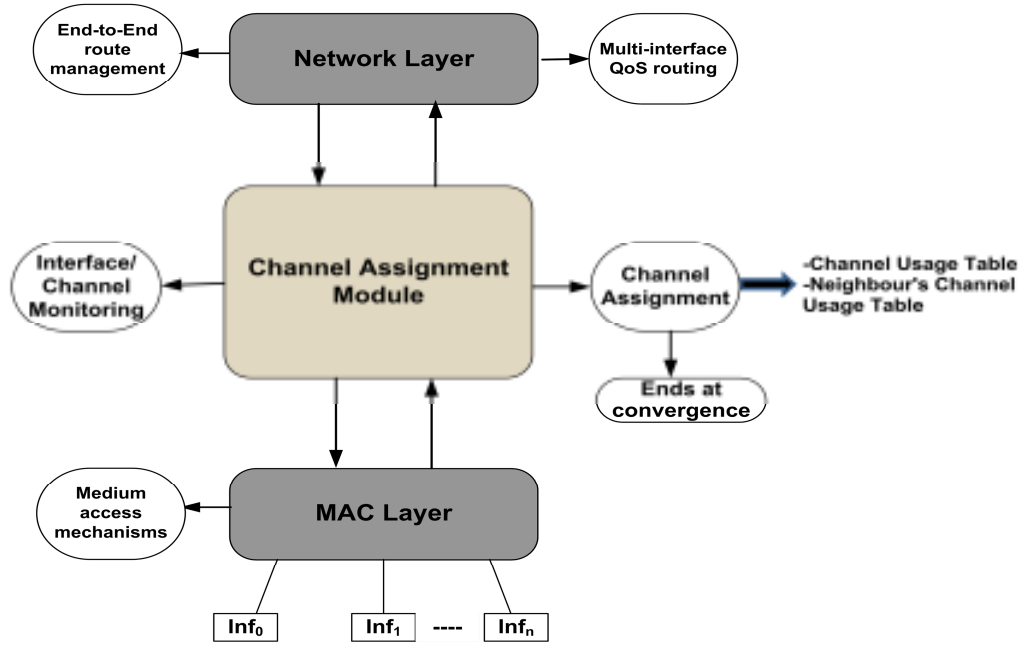 End-to-End
route
management
Network Layer
Multi-interface
QoS routing
Interface/
Channel
Monitoring
Channel Assignment
Module
Channel
Assignment
-Channel Usage Table
-Neighbour's Channel
Usage Table
Ends at
convergence
Medium
access
mechanisms
MAC Layer
Inf₀
Inf₁
----
Infₙ